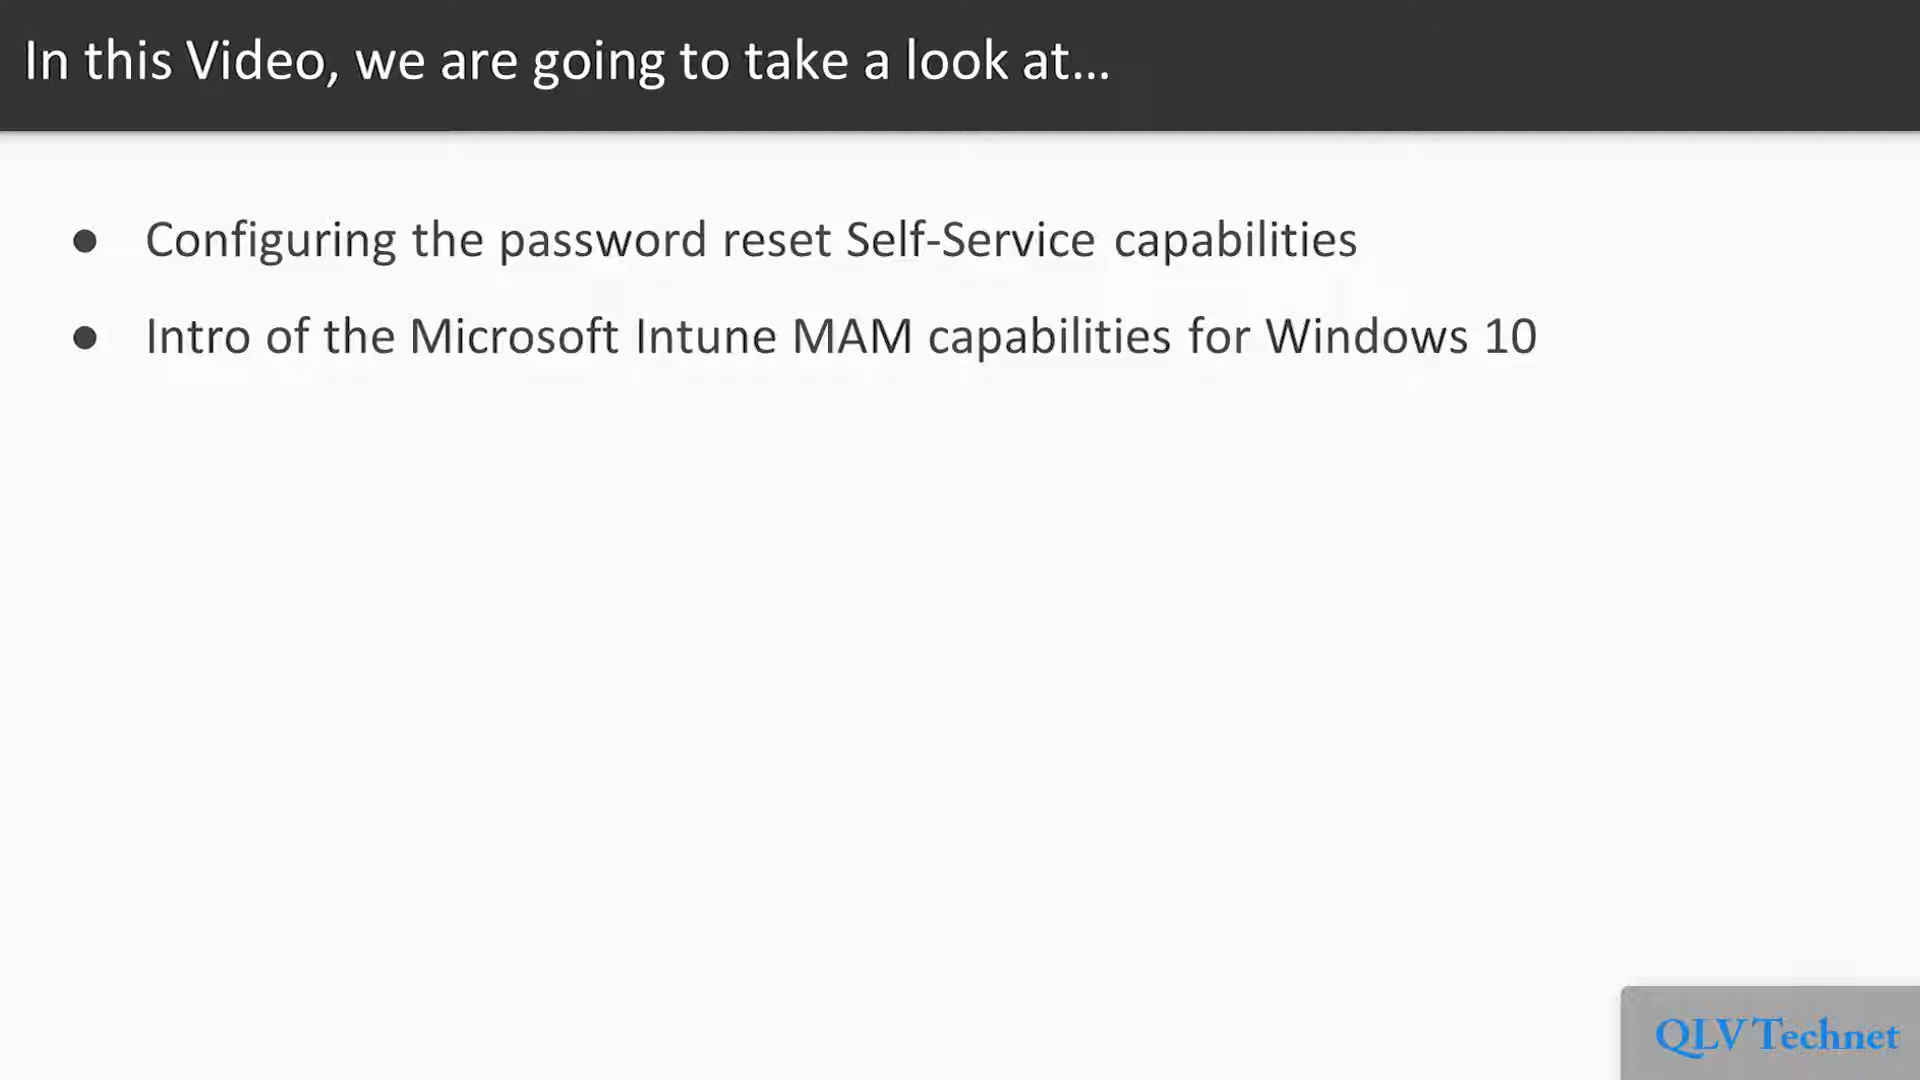 In this Video, we are going to take a look at...
● Configuring the password reset Self-Service capabilities
● Intro of the Microsoft Intune MAM capabilities for Windows 10
QLV Technet